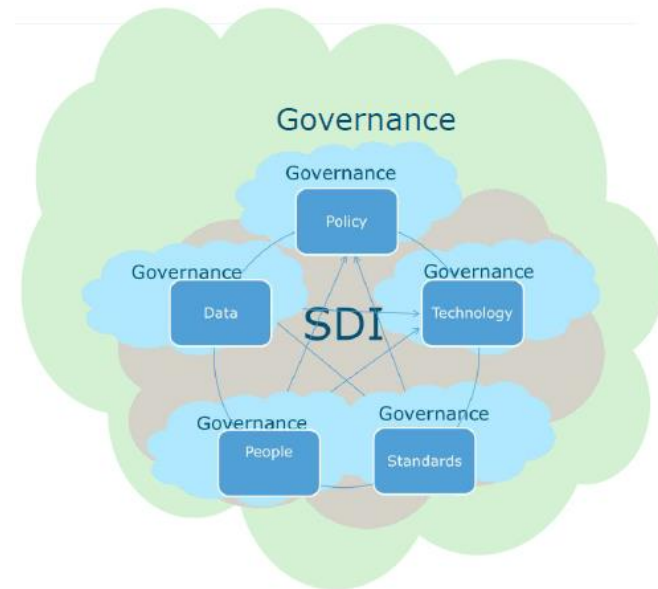 Governance
Governance
Policy
Governance
Governance
Data
SDI
Technology
Governance
Governance
People
Standards